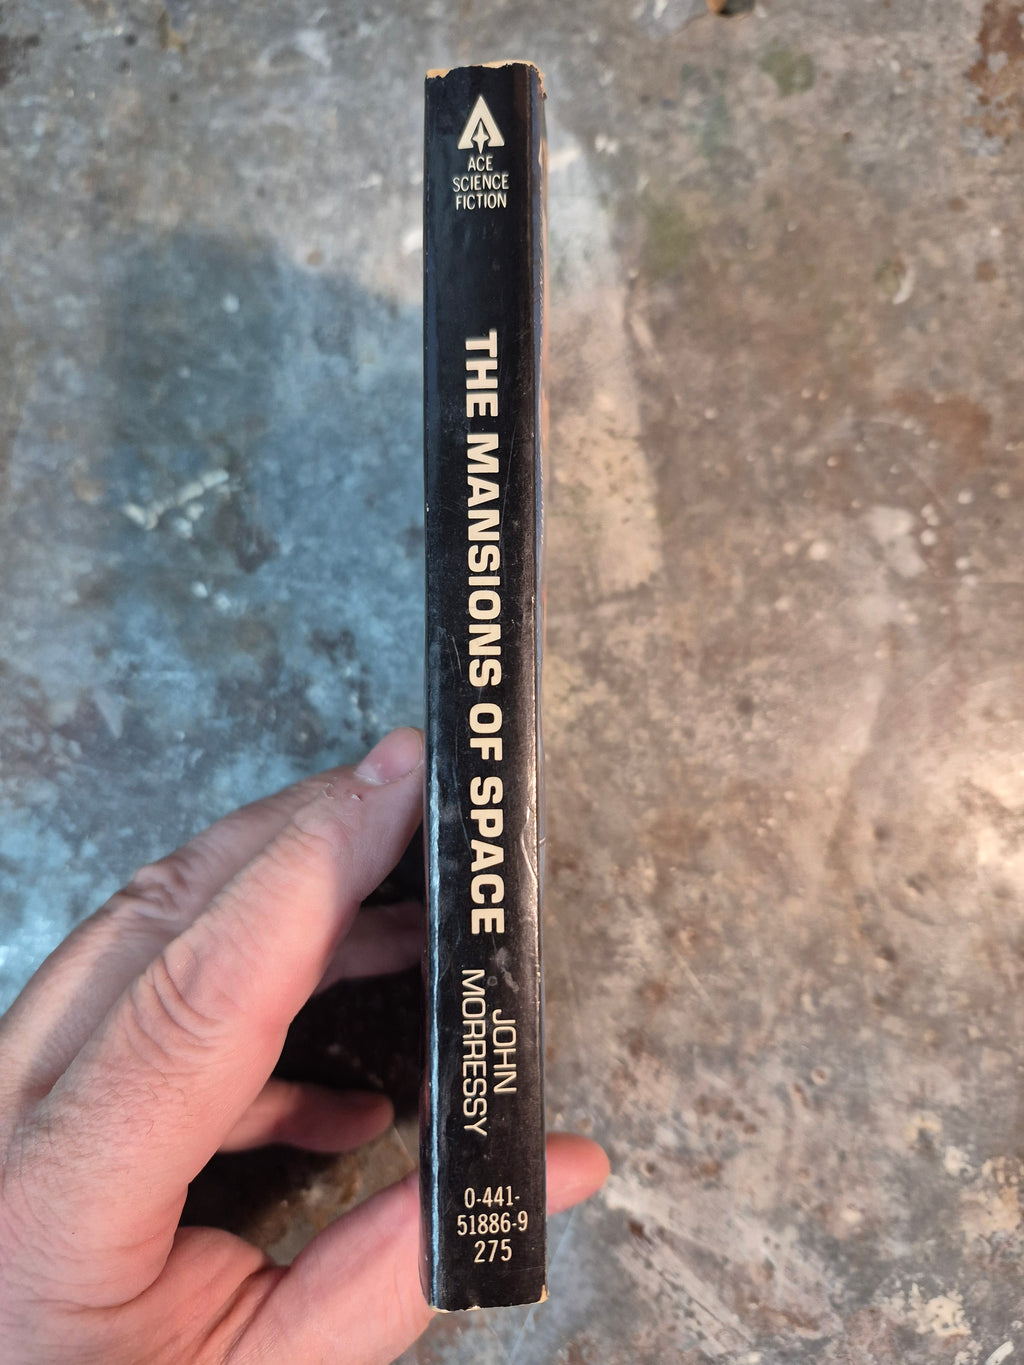 ACE
SCIENCE
FICTION
THE MANSIONS OF SPACE
JOHN
MORRESSY
0-441-
51886-9
275